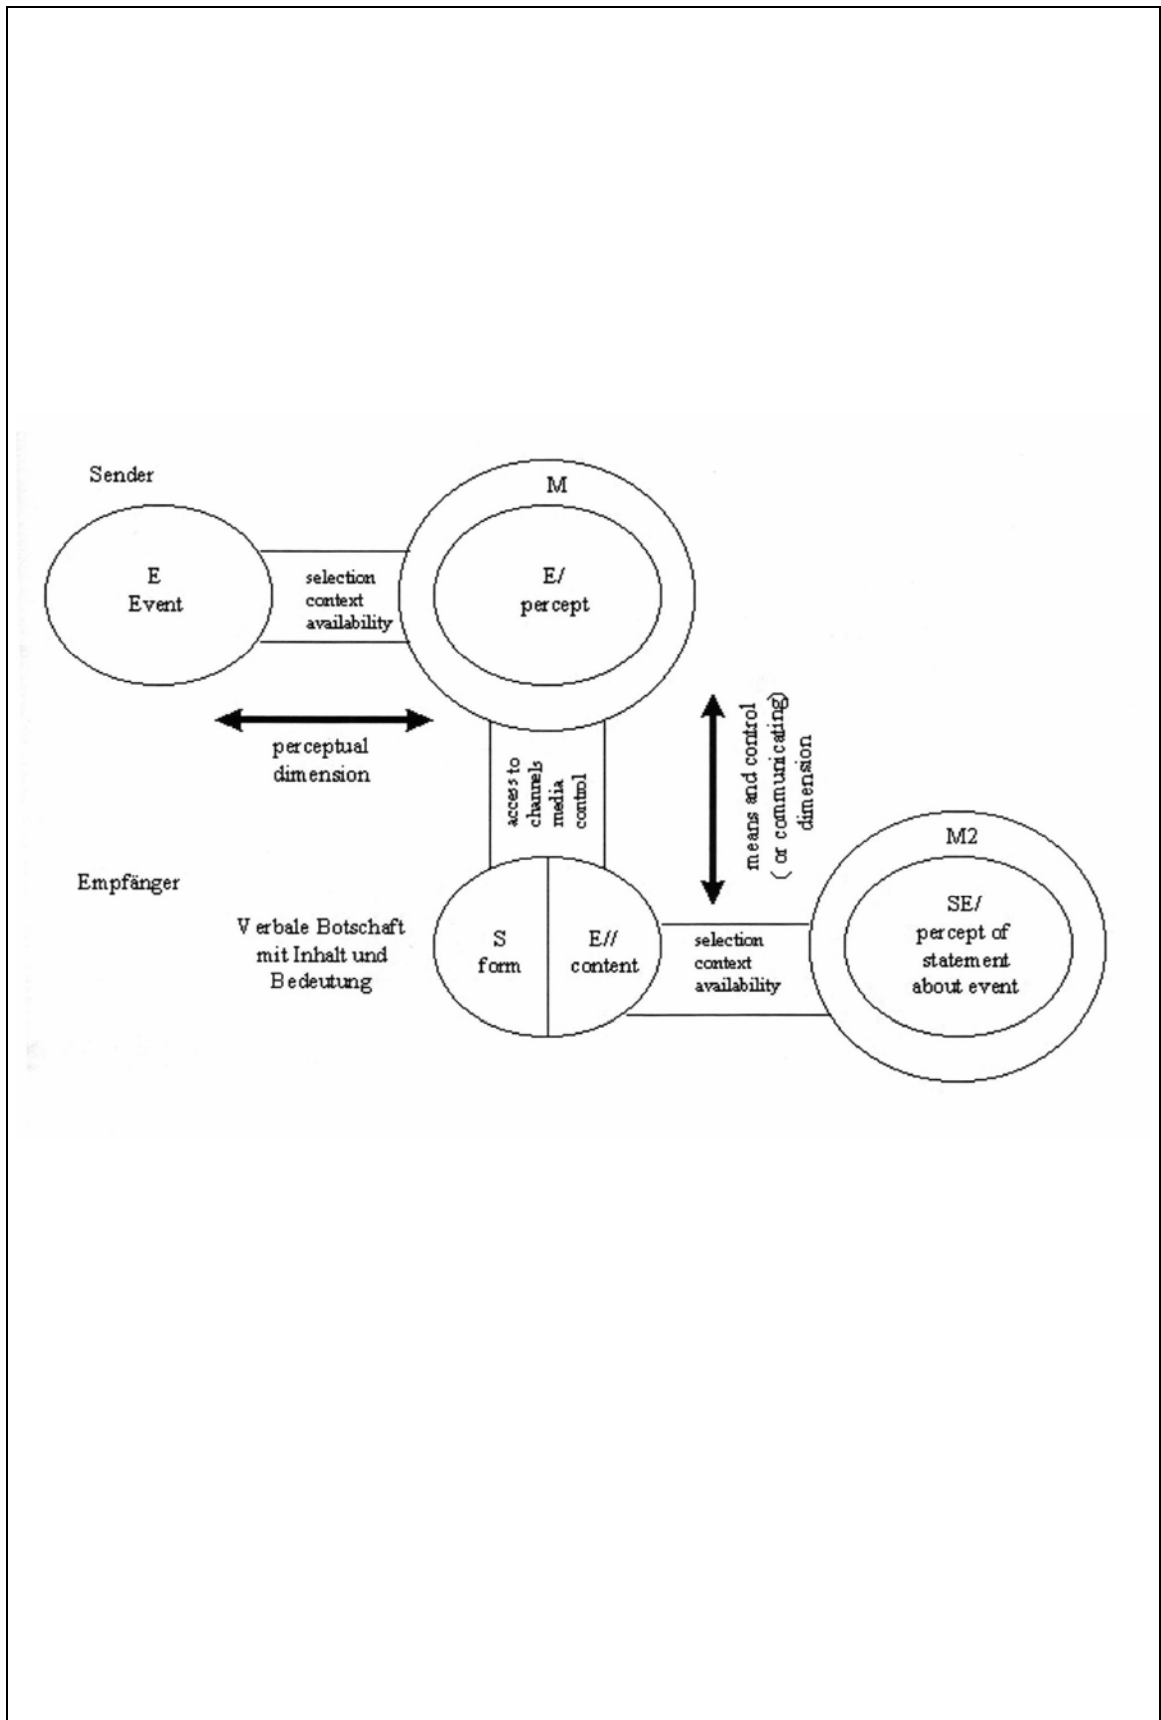 Sender
M
E
Event
selection
context
availability
E/
percept
perceptual
dimension
access to
channels
media
control
means and control
( or communicating)
dimension
Empfänger
Verbale Botschaft
mit Inhalt und
Bedeutung
S
form
E//
content
selection
context
availability
M2
SE/
percept of
statement
about event